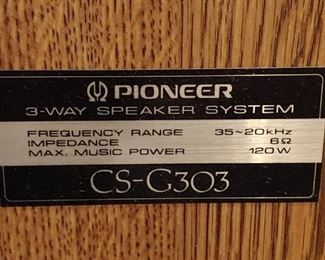 PIONEER
3-WAY SPEAKER SYSTEM
FREQUENCY RANGE 35~20kHz
IMPEDANCE 6Ω
MAX. MUSIC POWER 120W
CS-G303